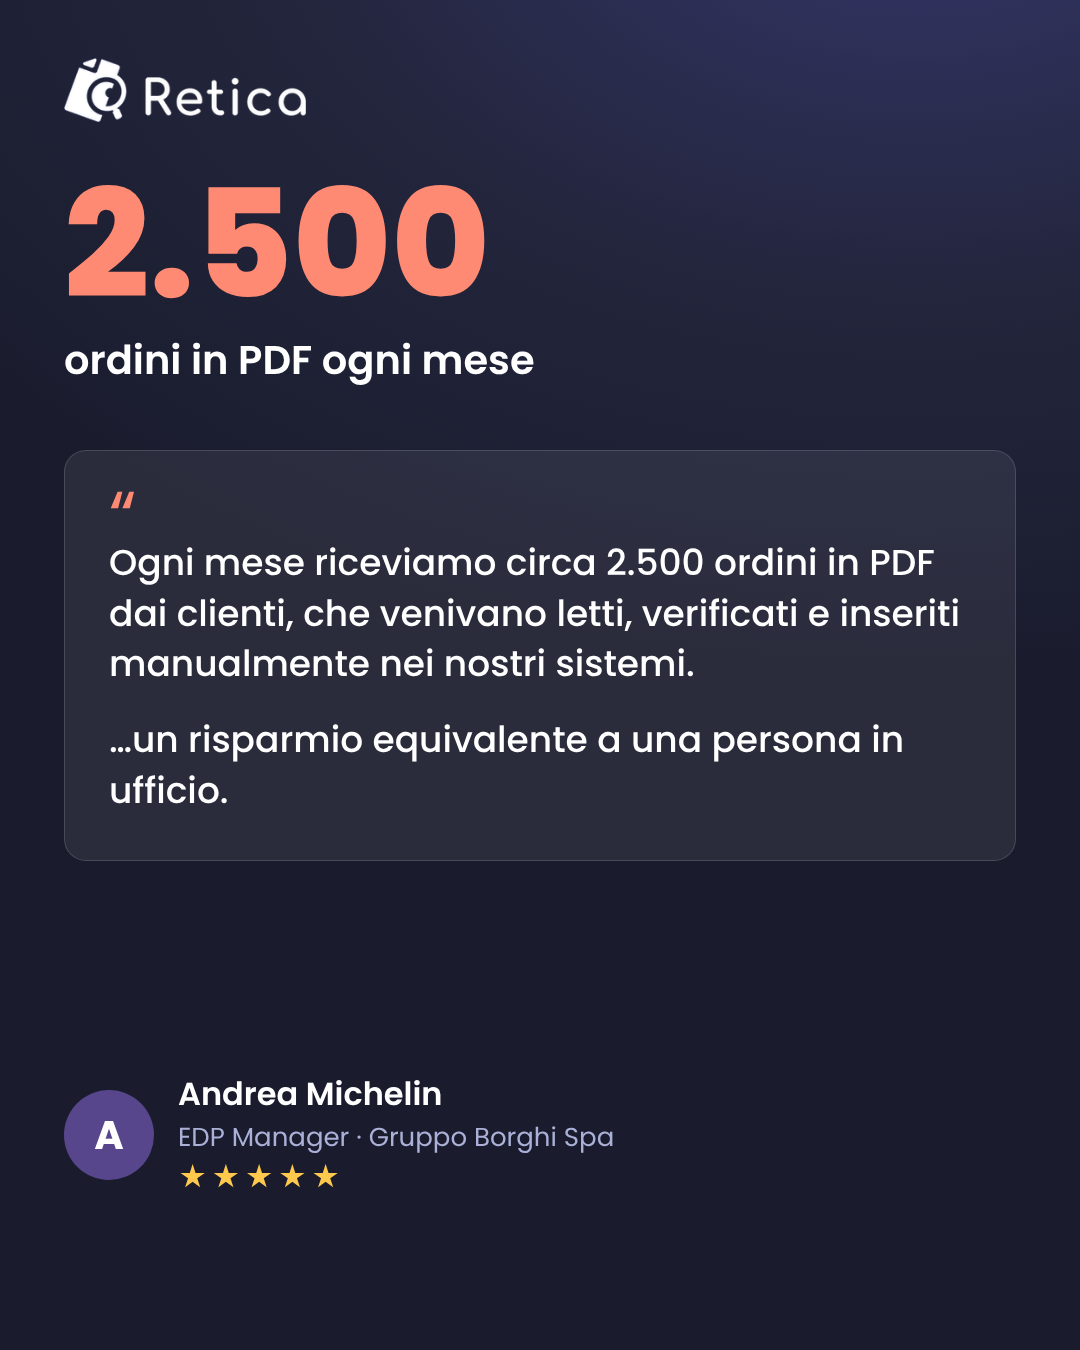 Retica
2.500
ordini in PDF ogni mese
“
Ogni mese riceviamo circa 2.500 ordini in PDF
dai clienti, che venivano letti, verificati e inseriti
manualmente nei nostri sistemi.
...un risparmio equivalente a una persona in
ufficio.
A
Andrea Michelin
EDP Manager · Gruppo Borghi Spa
★★★★★